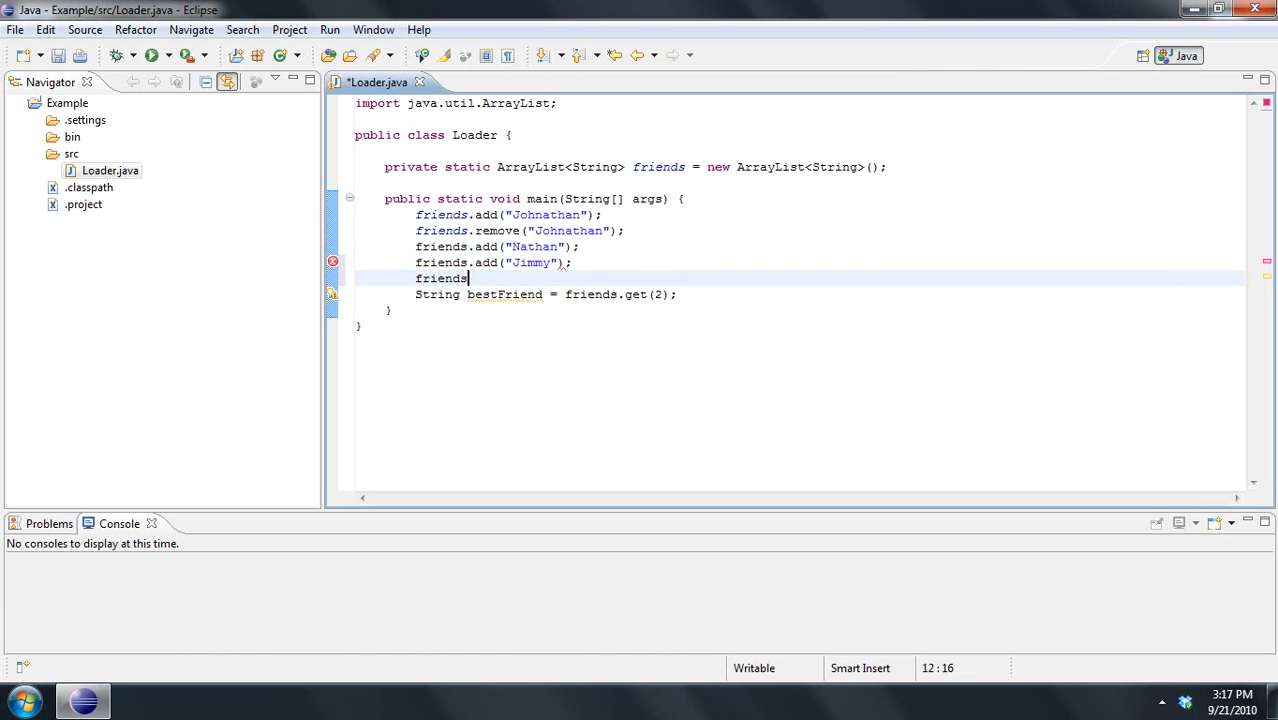 Java - Example/src/Loader.java - Eclipse
File Edit Source Refactor Navigate Search Project Run Window Help
Java
Navigator
*Loader.java
Example
.settings
bin
src
Loader.java
.classpath
.project
import java.util.ArrayList;
public class Loader {
private static ArrayList<String> friends = new ArrayList<String>();
public static void main(String[] args) {
friends.add("Johnathan");
friends.remove("Johnathan");
friends.add("Nathan");
friends.add("Jimmy");
friends
String bestFriend = friends.get(2);
}
}
Problems Console
No consoles to display at this time.
Writable Smart Insert 12 : 16
3:17 PM
9/21/2010